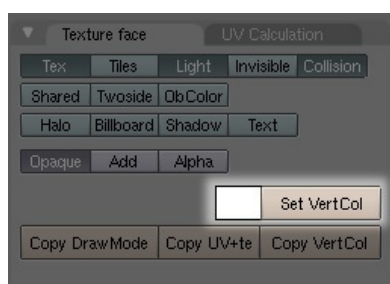 Texture face UV Calculation
Tex Tiles Light Invisible Collision
Shared Twoside ObColor
Halo Billboard Shadow Text
Opaque Add Alpha
Set VertCol
Copy DrawMode Copy UV+te Copy VertCol